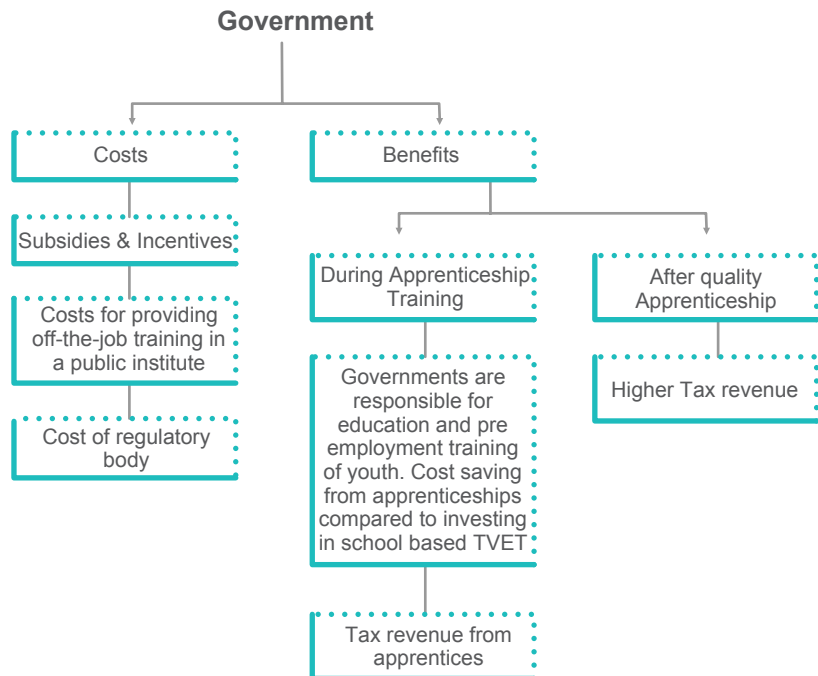 Government
Costs
Benefits
Subsidies & Incentives
Costs for providing
off-the-job training in
a public institute
Cost of regulatory
body
During Apprenticeship
Training
Governments are
responsible for
education and pre
employment training
of youth. Cost saving
from apprenticeships
compared to investing
in school based TVET
Tax revenue from
apprentices
After quality
Apprenticeship
Higher Tax revenue